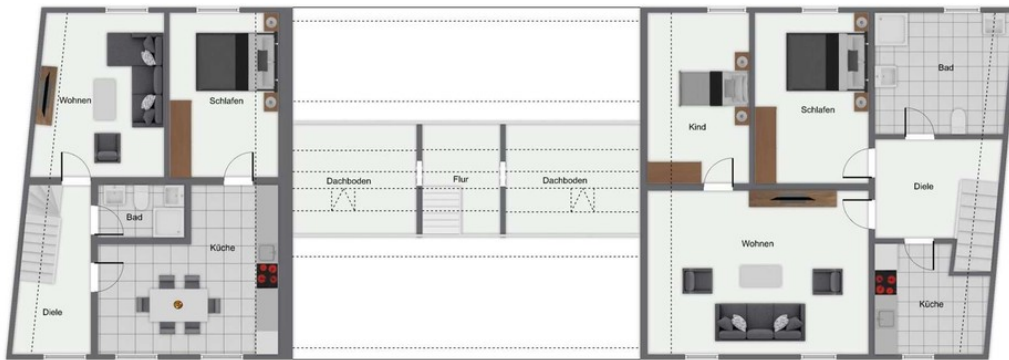 Wohnen
Schlafen
Bad
Küche
Diele
Dachboden
Flur
Dachboden
Kind
Schlafen
Bad
Diele
Wohnen
Küche